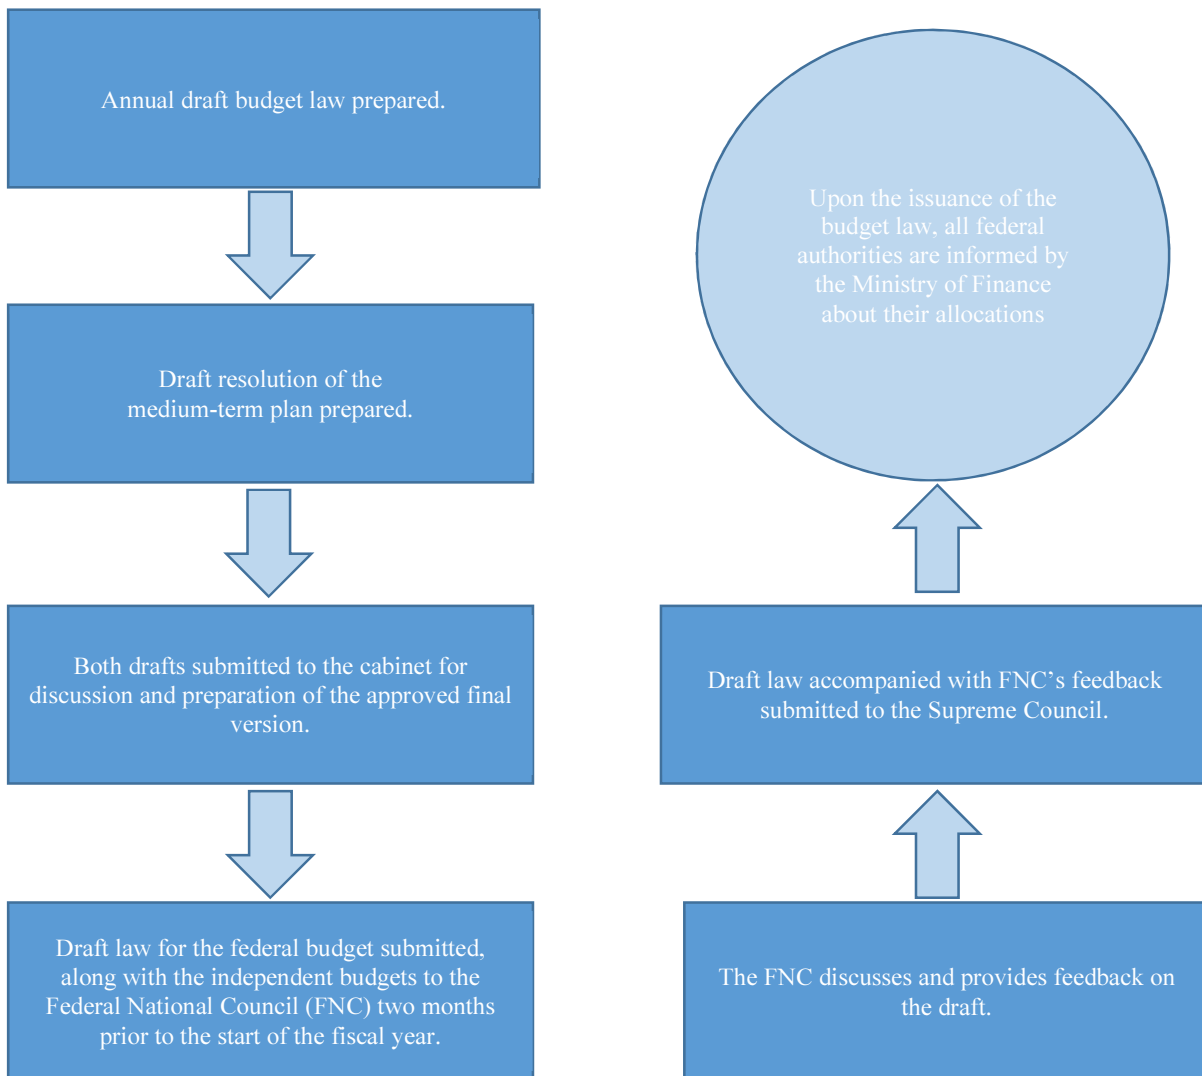 Annual draft budget law prepared.
Draft resolution of the
medium-term plan prepared.
Both drafts submitted to the cabinet for
discussion and preparation of the approved final
version.
Draft law for the federal budget submitted,
along with the independent budgets to the
Federal National Council (FNC) two months
prior to the start of the fiscal year.
The FNC discusses and provides feedback on
the draft.
Draft law accompanied with FNC’s feedback
submitted to the Supreme Council.
Upon the issuance of the
budget law, all federal
authorities are informed by
the Ministry of Finance
about their allocations